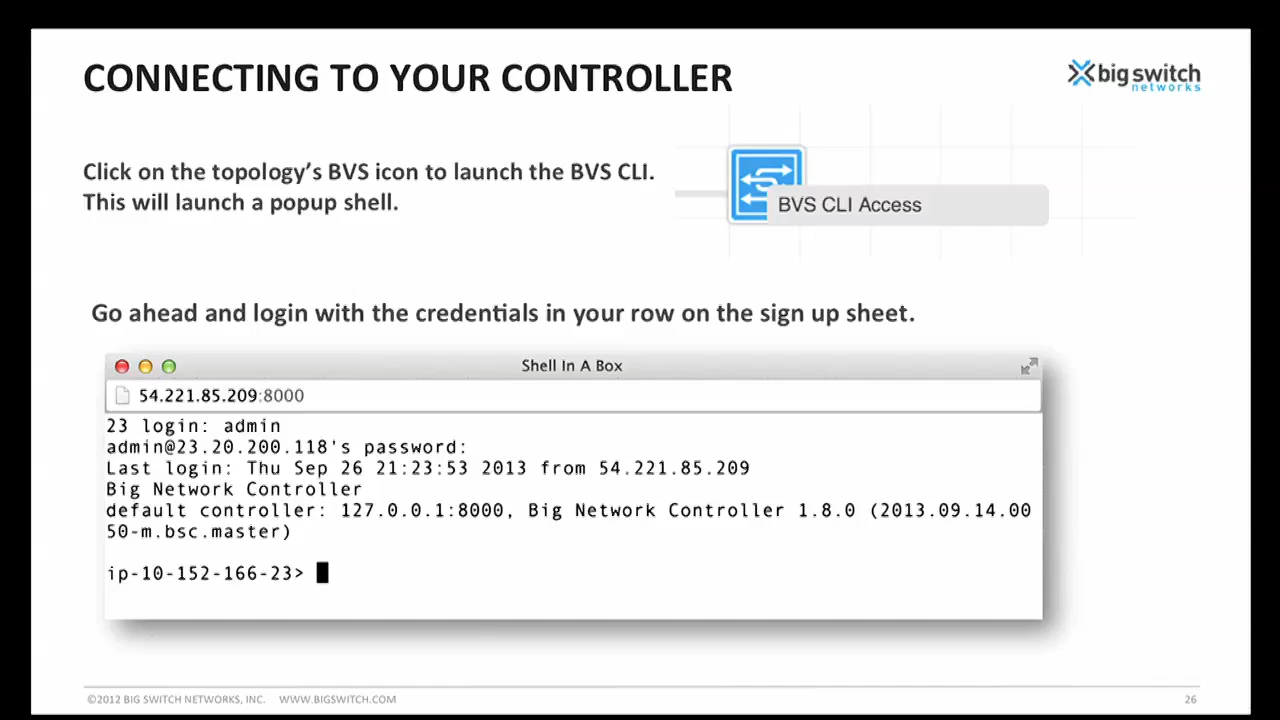 CONNECTING TO YOUR CONTROLLER
big switch
networks
Click on the topology's BVS icon to launch the BVS CLI.
This will launch a popup shell.
BVS CLI Access
Go ahead and login with the credentials in your row on the sign up sheet.
Shell In A Box
54.221.85.209:8000
23 login: admin
admin@23.20.200.118's password:
Last login: Thu Sep 26 21:23:53 2013 from 54.221.85.209
Big Network Controller
default controller: 127.0.0.1:8000, Big Network Controller 1.8.0 (2013.09.14.00
50-m.bsc.master)
ip-10-152-166-23>
©2012 BIG SWITCH NETWORKS, INC. WWW.BIGSWITCH.COM
26